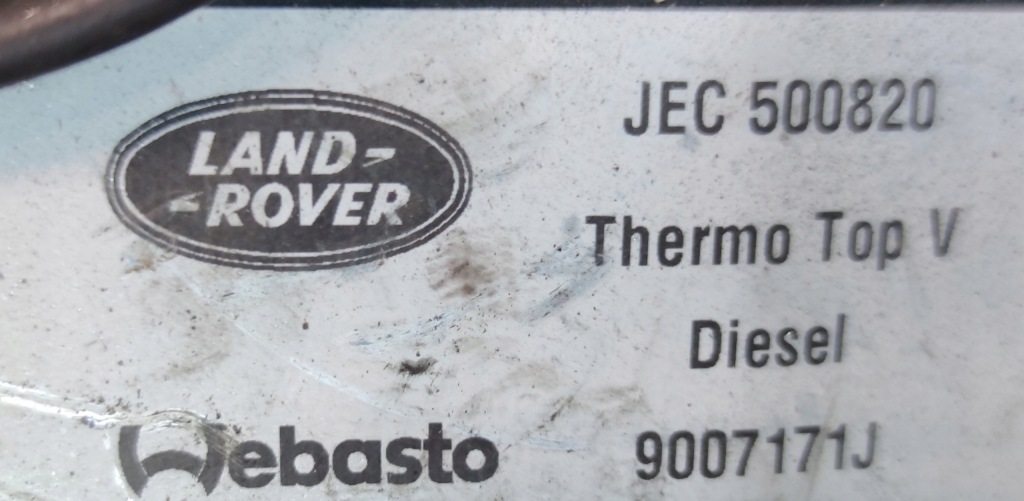 LAND-
-ROVER
JEC 500820
Thermo Top V
Diesel
Webasto
9007171J